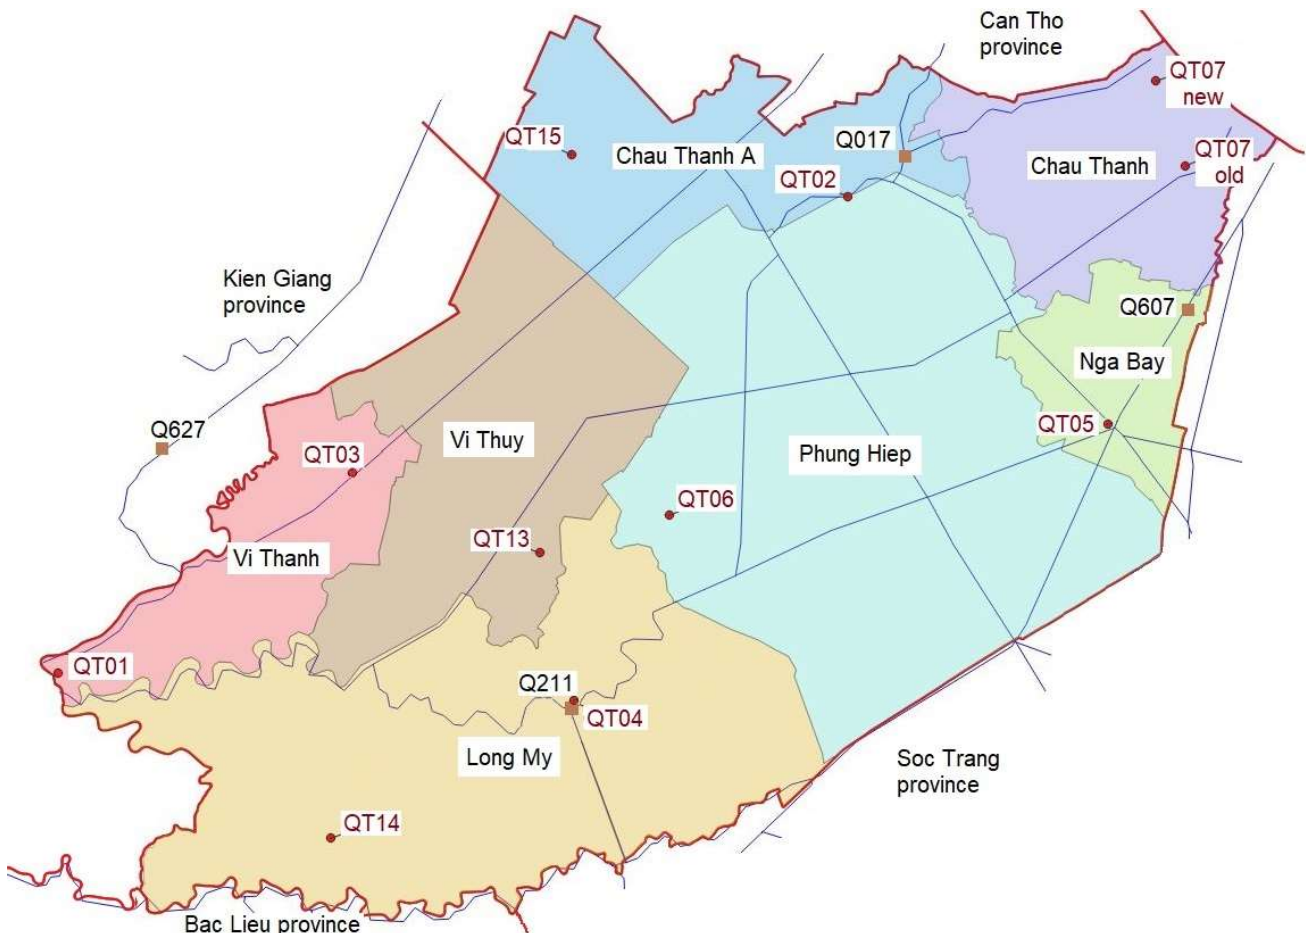 Can Tho
province
QT07
new
QT15
Chau Thanh A
Q017
QT02
Chau Thanh
QT07
old
Kien Giang
province
Q607
Nga Bay
Q627
QT03
Vi Thuy
Phung Hiep
QT05
QT06
QT13
Vi Thanh
QT01
Q211
QT04
Long My
Soc Trang
province
QT14
Bac Lieu province